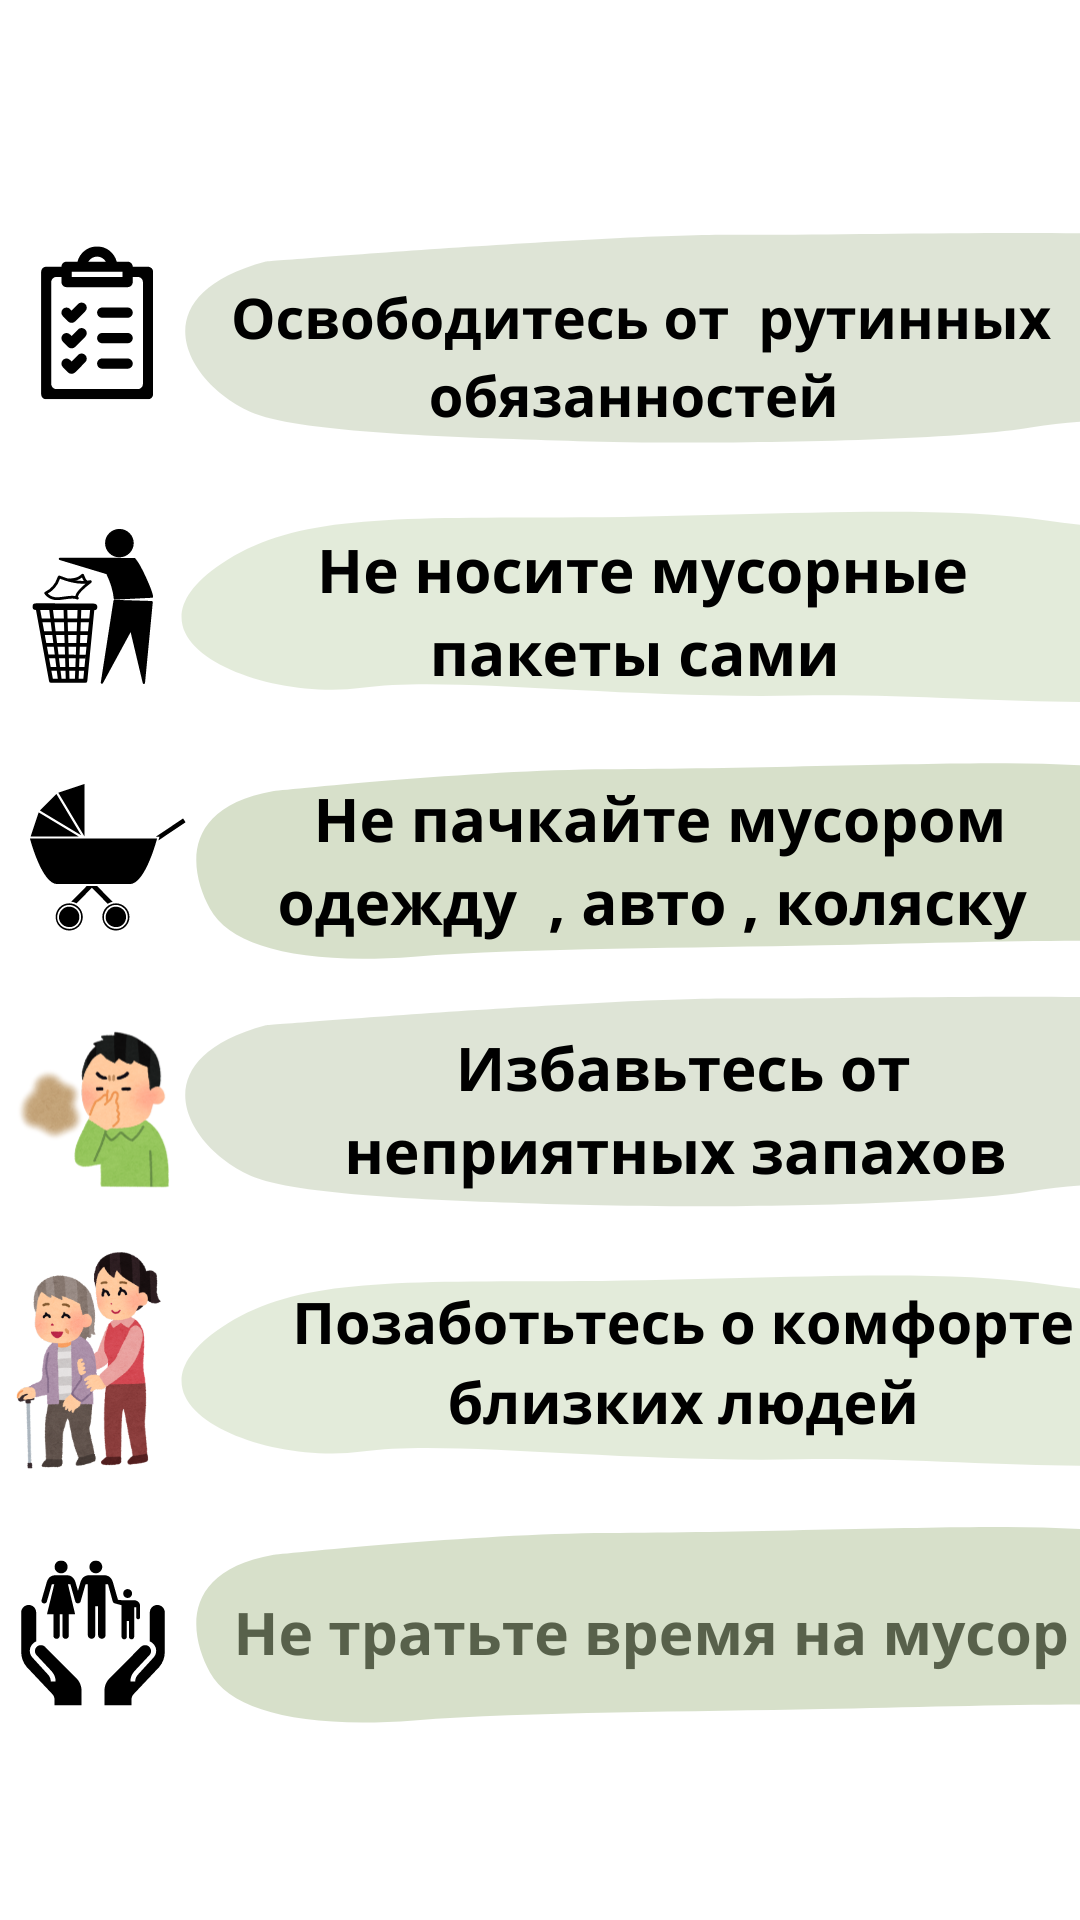 Освободитесь от рутинных
обязанностей
Не носите мусорные
пакеты сами
Не пачкайте мусором
одежду , авто , коляску
Избавьтесь от
неприятных запахов
Позаботьтесь о комфорте
близких людей
Не тратьте время на мусор